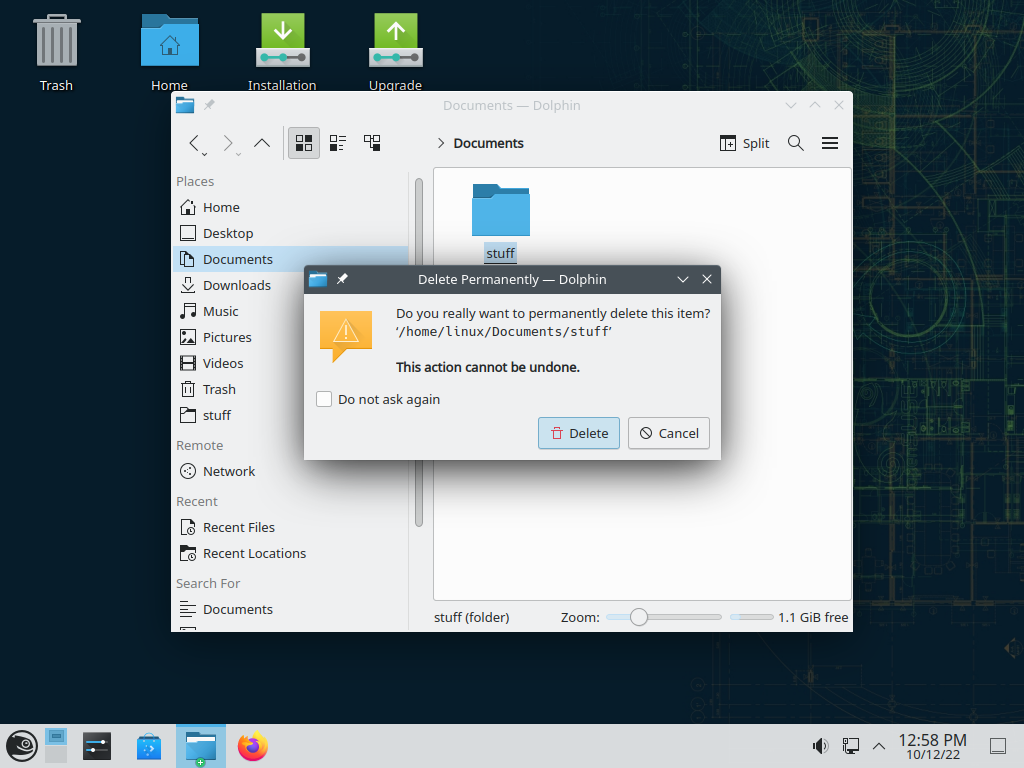 Trash
Home
Installation
Upgrade
Documents — Dolphin
Documents
Split
Places
Home
Desktop
Documents
Downloads
Music
Pictures
Videos
Trash
stuff
Remote
Network
Recent
Recent Files
Recent Locations
Search For
Documents
stuff
Delete Permanently — Dolphin
Do you really want to permanently delete this item?
‘/home/linux/Documents/stuff’
This action cannot be undone.
Do not ask again
Delete
Cancel
stuff (folder)
Zoom:
1.1 GiB free
12:58 PM
10/12/22